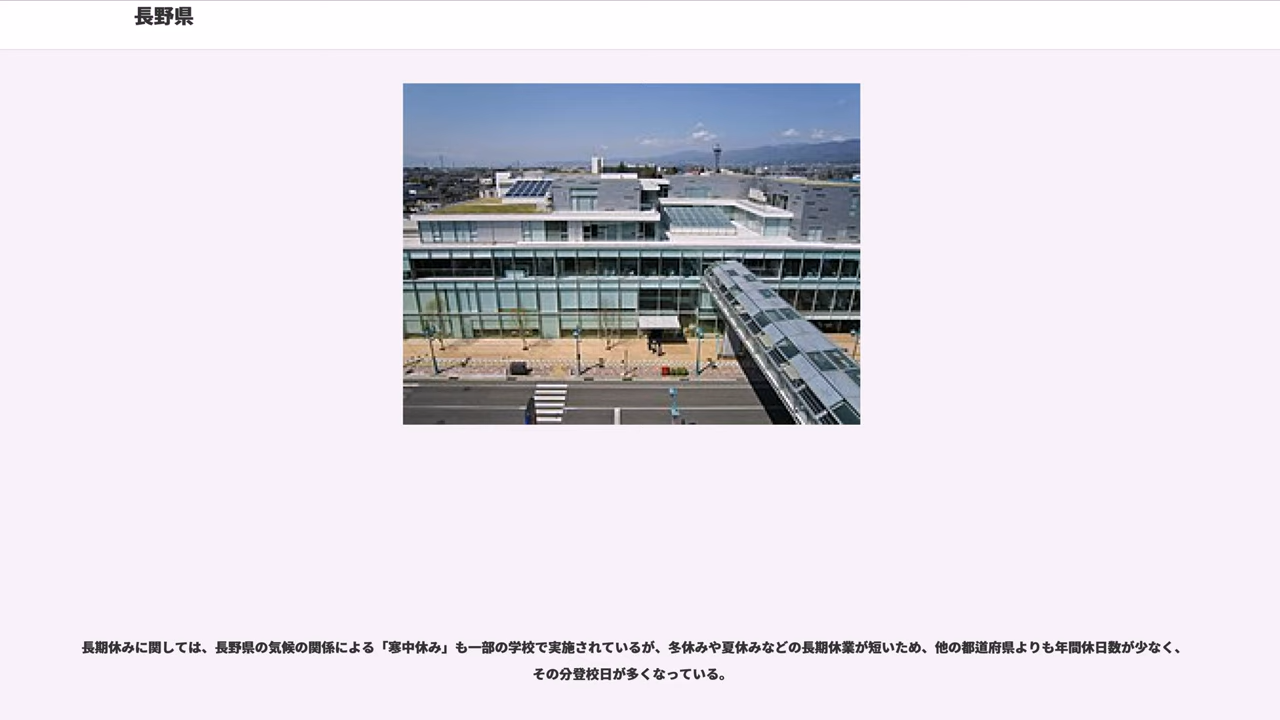 長野県
長期休みに関しては、長野県の気候の関係による「寒中休み」も一部の学校で実施されているが、冬休みや夏休みなどの長期休業が短いため、他の都道府県よりも年間休日数が少なく、
その分登校日が多くなっている。